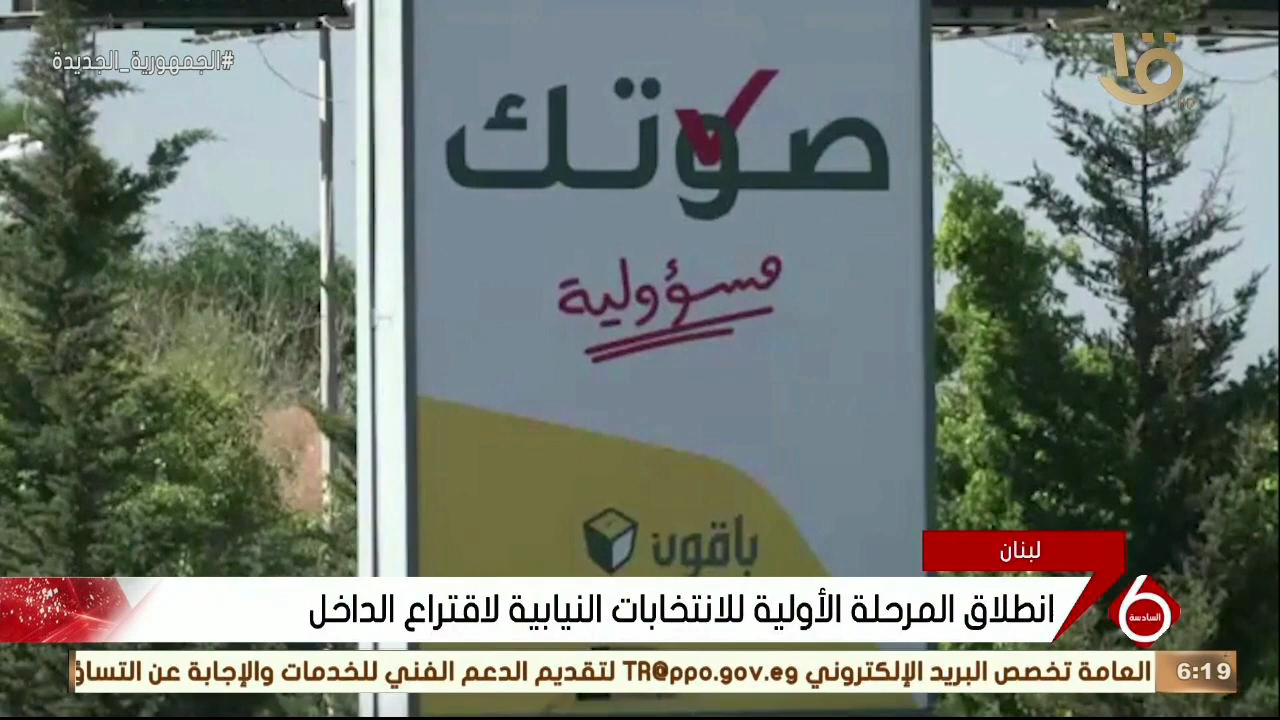 #الجمهورية_الجديدة
صوتك
مسؤولية
باقون
لبنان
انطلاق المرحلة الأولية للانتخابات النيابية لاقتراع الداخل
6 السادسة
6:19 العامة تخصص البريد الإلكتروني TR@ppo.gov.eg لتقديم الدعم الفني للخدمات والإجابة عن